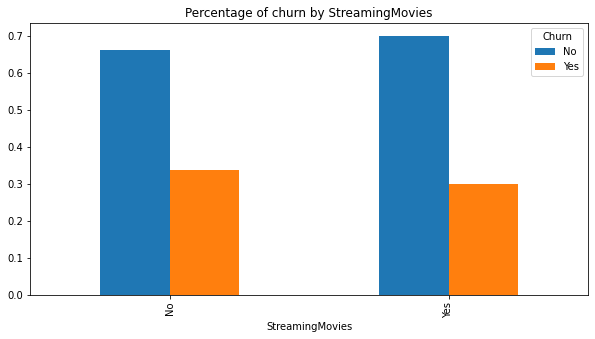 Percentage of churn by StreamingMovies
Churn
No
Yes
0.7
0.6
0.5
0.4
0.3
0.2
0.1
0.0
No
Yes
StreamingMovies